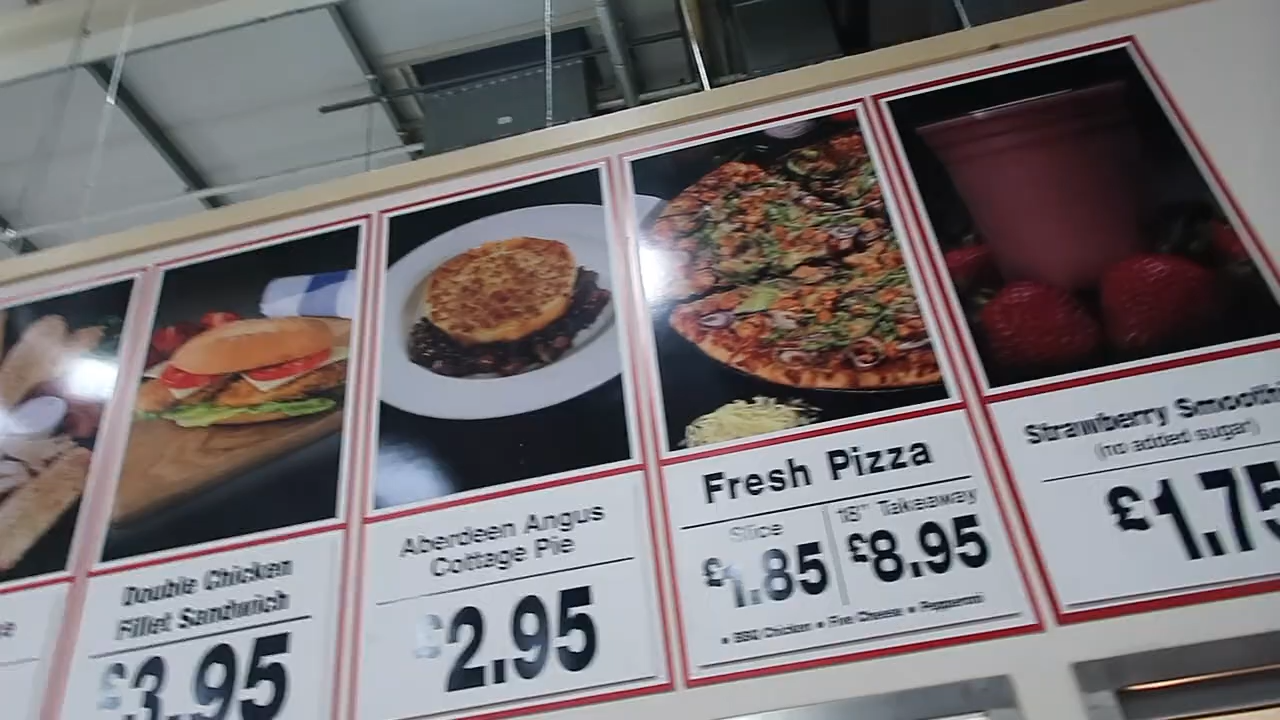 Double Chicken
Fillet Sandwich
£3.95
Aberdeen Angus
Cottage Pie
£2.95
Fresh Pizza
Slice
£1.85
18" Takeaway
£8.95
• BBQ Chicken • Five Cheese • Pepperoni
Strawberry
(no added sugar)
£1.75